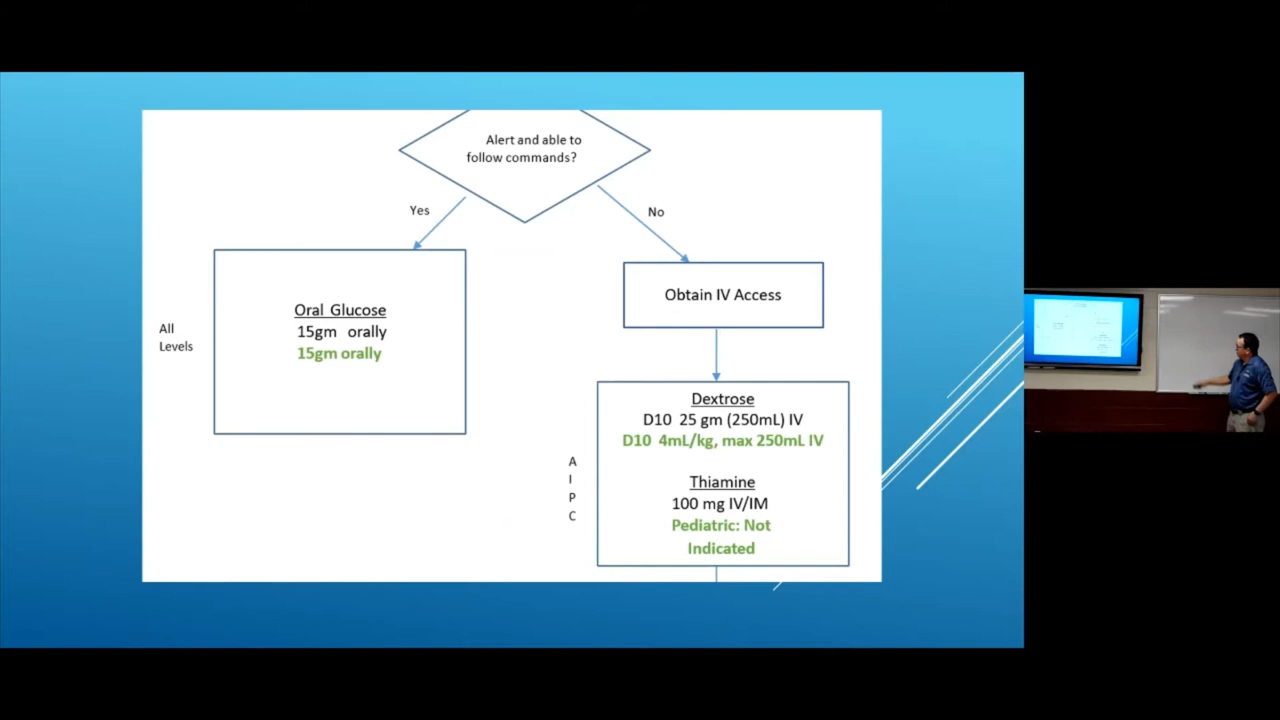 Alert and able to
follow commands?
Yes
No
Oral Glucose
15gm orally
15gm orally
All
Levels
Obtain IV Access
Dextrose
D10 25 gm (250mL) IV
D10 4mL/kg, max 250mL IV
Thiamine
100 mg IV/IM
Pediatric: Not
Indicated
A
I
P
C